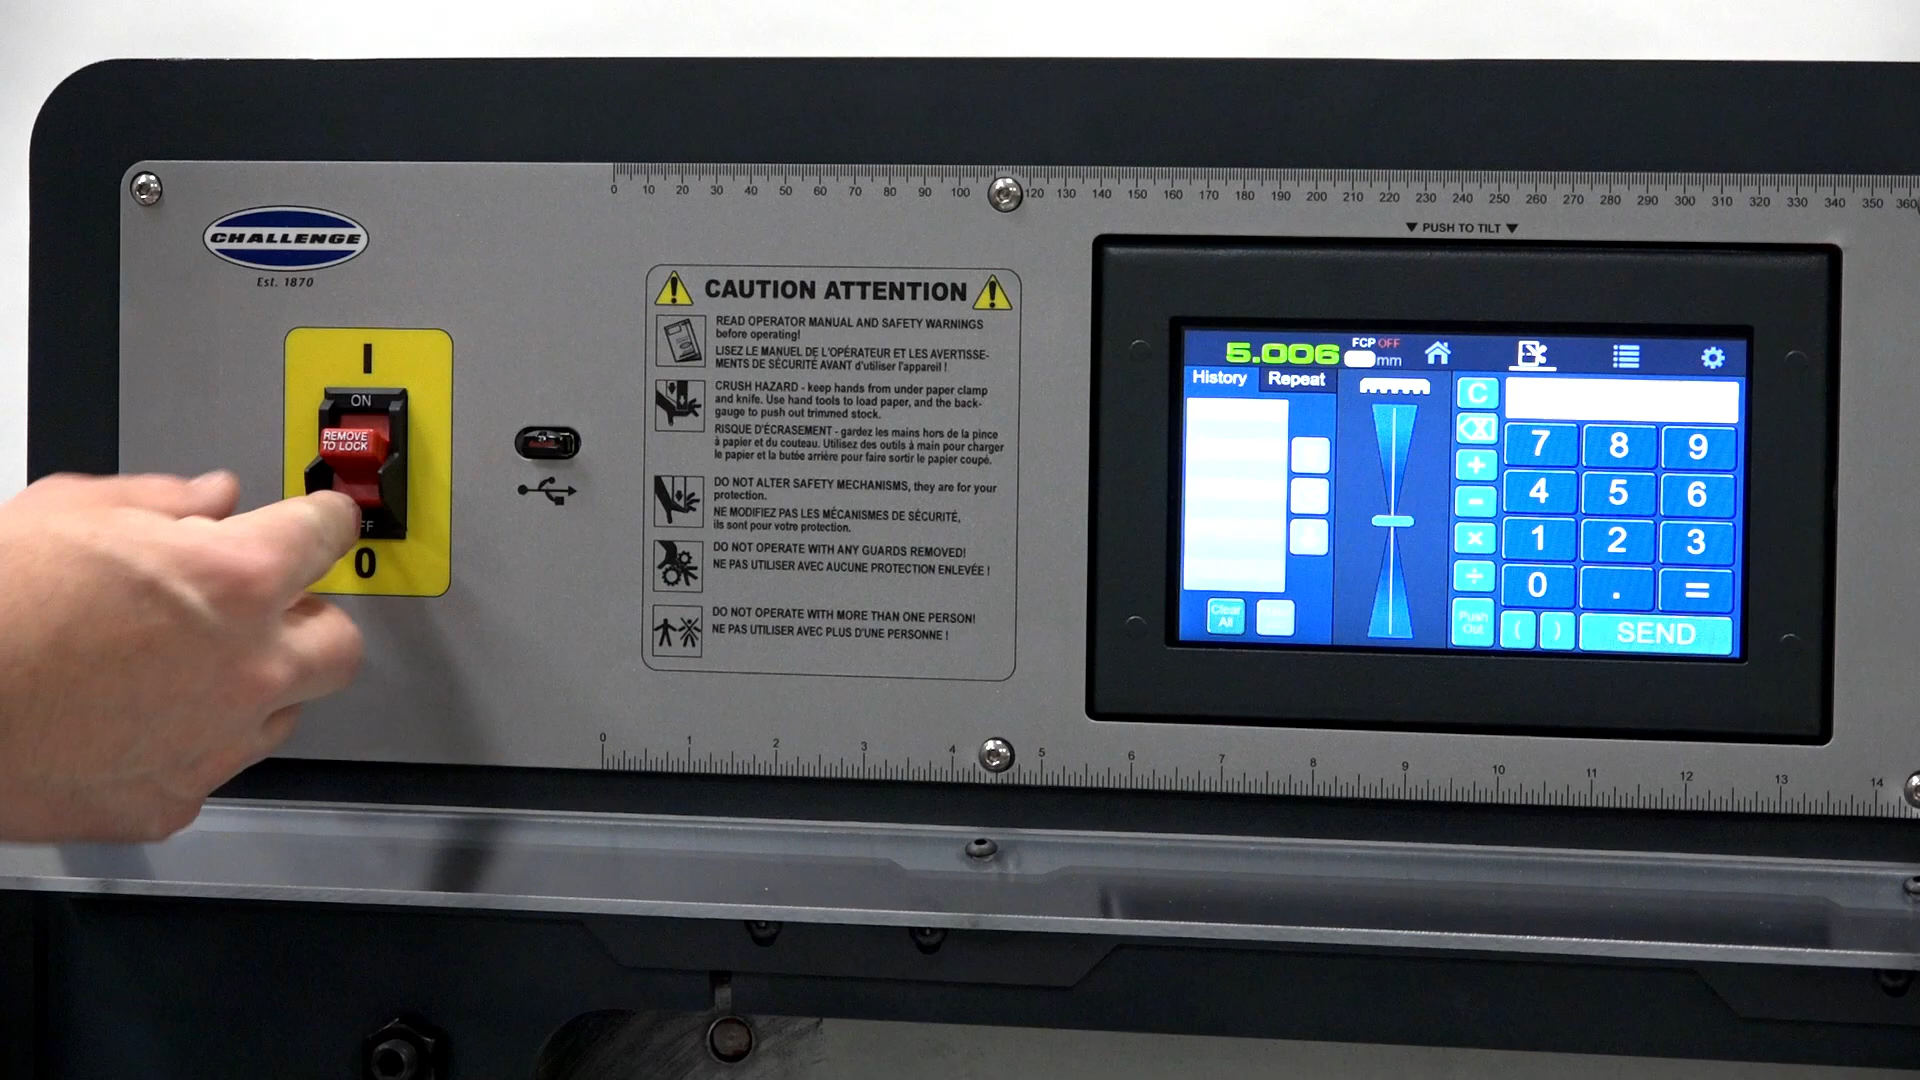 0 10 20 30 40 50 60 70 80 90 100 120 130 140 150 160 170 180 190 200 210 220 230 240 250 260 270 280 290 300 310 320 330 340 350 360
▼ PUSH TO TILT ▼
CHALLENGE
Est. 1870
I
ON
REMOVE
TO LOCK
FF
0
CAUTION ATTENTION
READ OPERATOR MANUAL AND SAFETY WARNINGS
before operating!
LISEZ LE MANUEL DE L'OPÉRATEUR ET LES AVERTISSE-
MENTS DE SÉCURITÉ AVANT d'utiliser l'appareil !
CRUSH HAZARD - keep hands from under paper clamp
and knife. Use hand tools to load paper, and the back-
gauge to push out trimmed stock.
RISQUE D'ÉCRASEMENT - gardez les mains hors de la pince
à papier et du couteau. Utilisez des outils à main pour charger
le papier et la butée arrière pour faire sortir le papier coupé.
DO NOT ALTER SAFETY MECHANISMS, they are for your
protection.
NE MODIFIEZ PAS LES MÉCANISMES DE SÉCURITÉ,
ils sont pour votre protection.
DO NOT OPERATE WITH ANY GUARDS REMOVED!
NE PAS UTILISER AVEC AUCUNE PROTECTION ENLEVÉE !
DO NOT OPERATE WITH MORE THAN ONE PERSON!
NE PAS UTILISER AVEC PLUS D'UNE PERSONNE !
5.006 FCP OFF
mm
History Repeat
C
7 8 9
+
4 5 6
-
×
1 2 3
÷
0 . =
Clear
All
Push
Out
( ) SEND
0 1 2 3 4 5 6 7 8 9 10 11 12 13 14